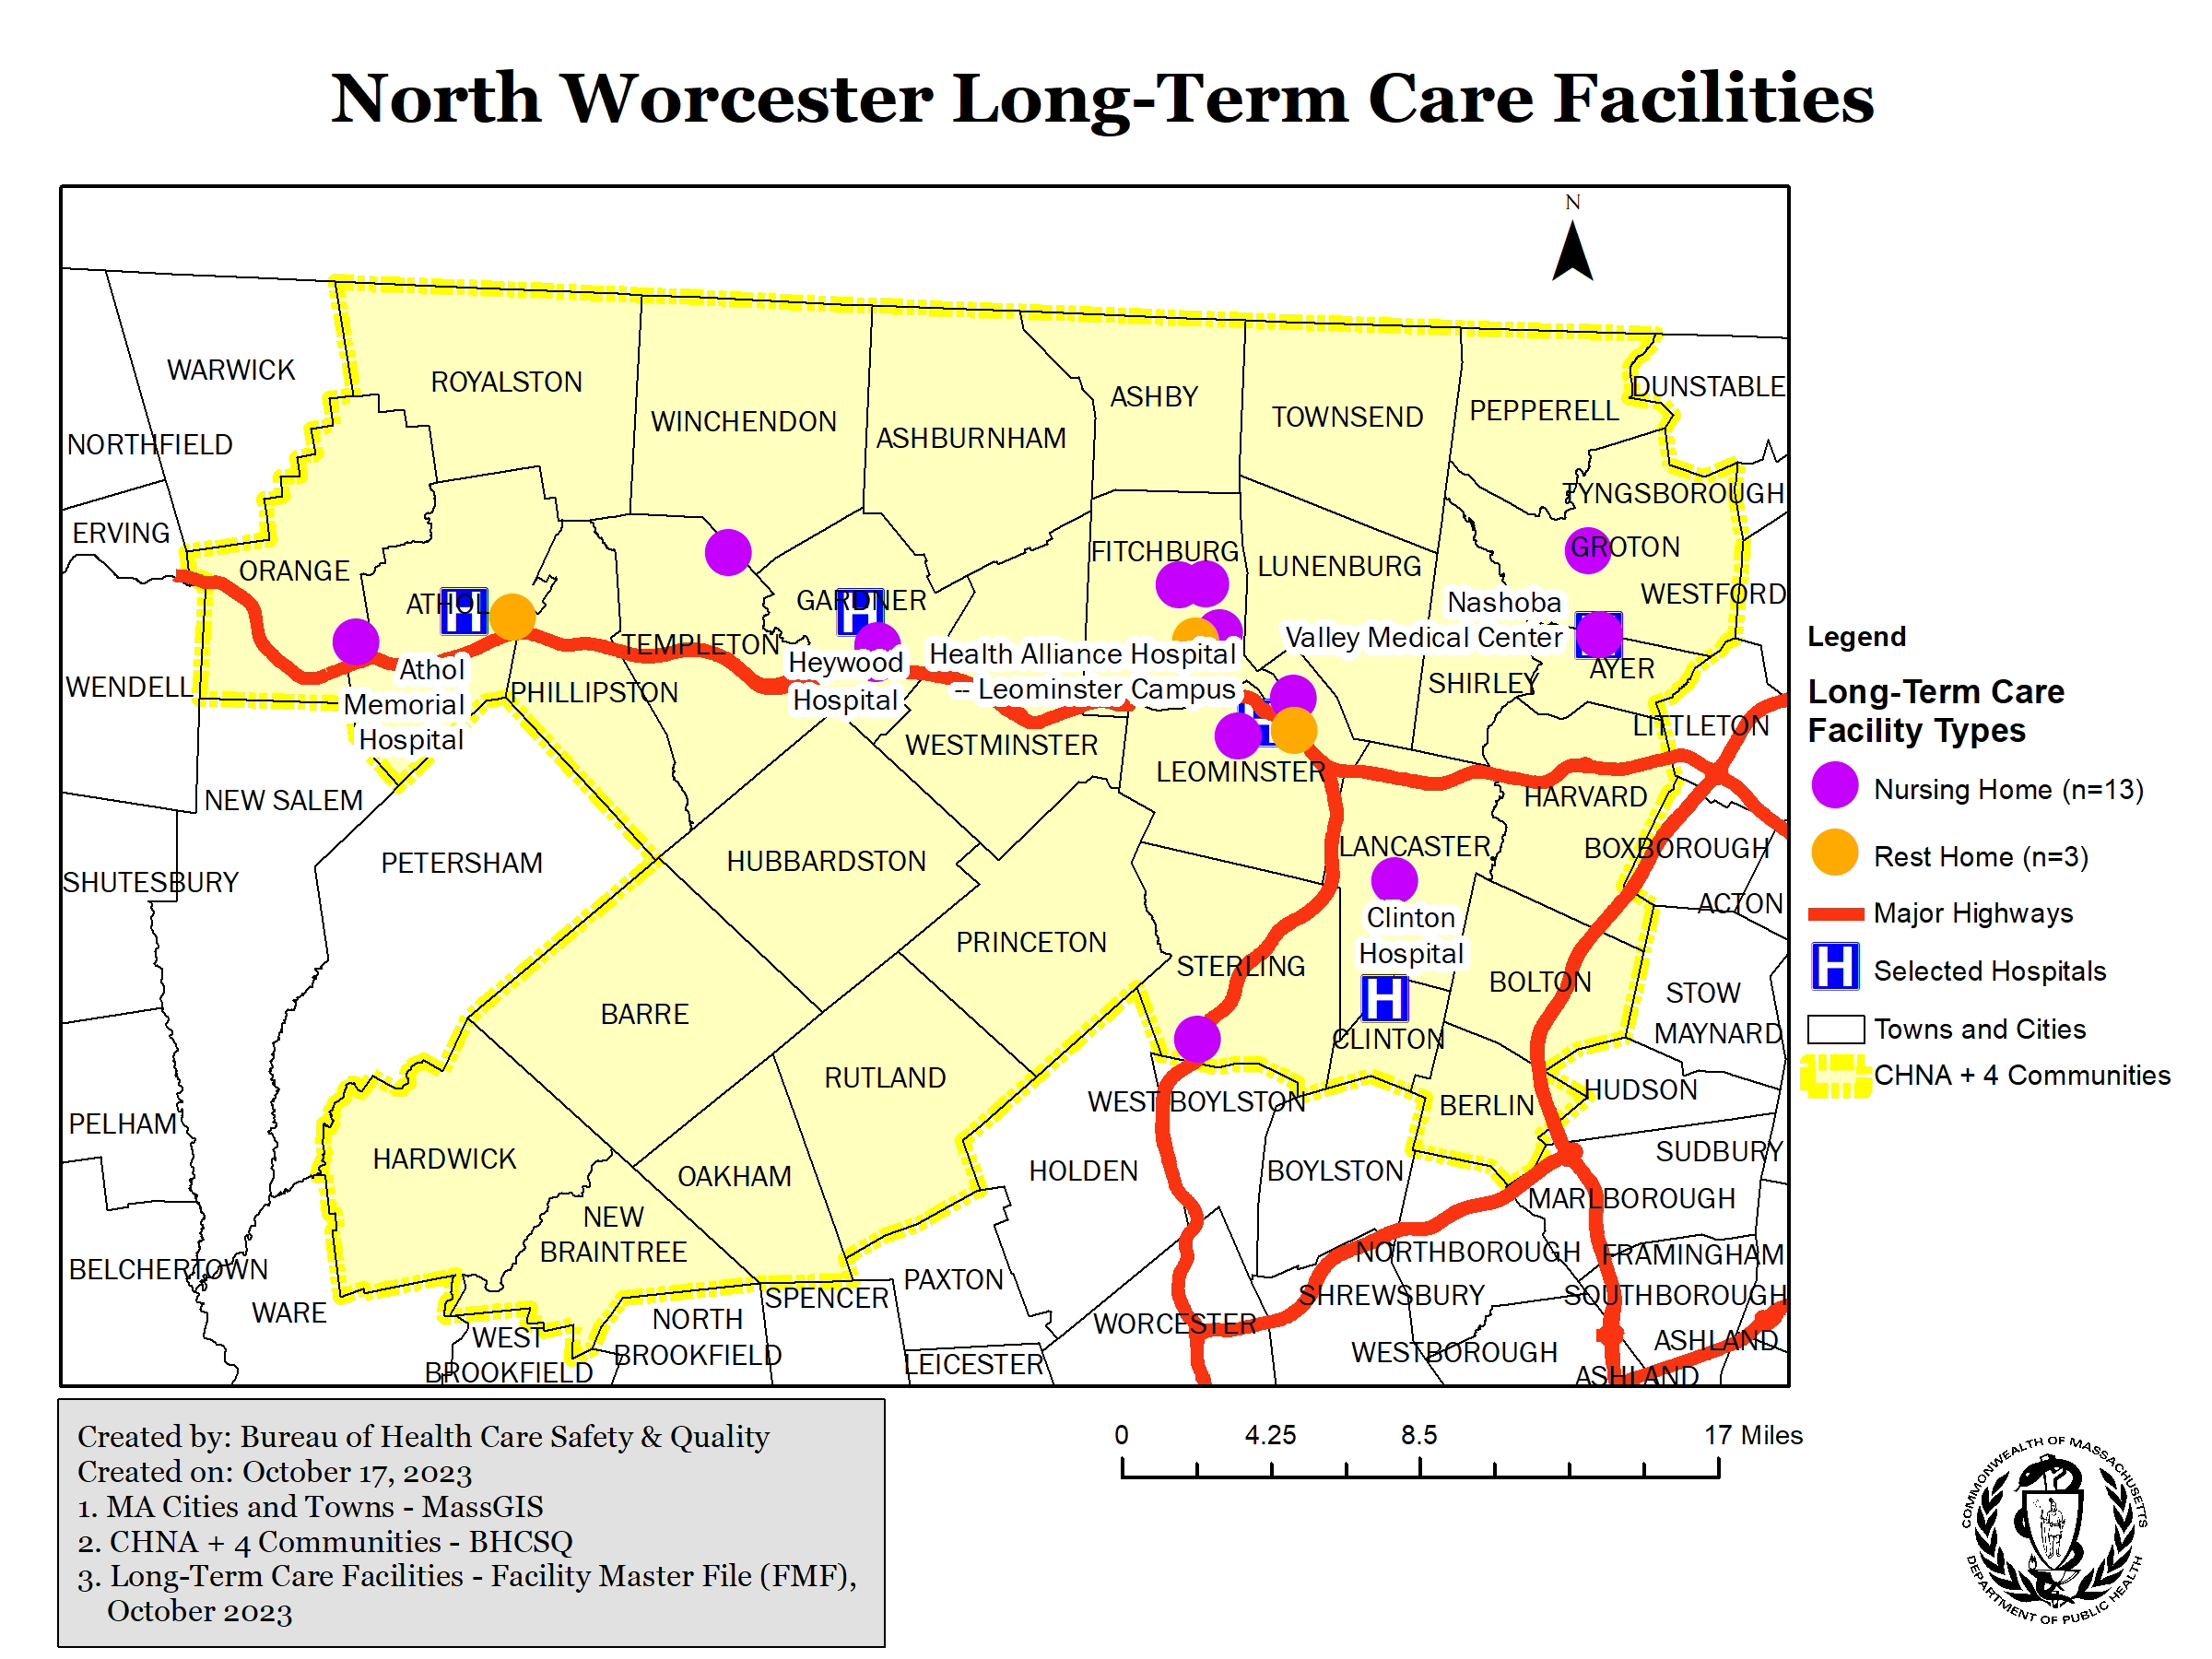 North Worcester Long-Term Care Facilities
N
WARWICK
ROYALSTON
DUNSTABLE
ASHBY
PEPPERELL
TOWNSEND
WINCHENDON
ASHBURNHAM
NORTHFIELD
TYNGSBOROUGH
ERVING
GROTON
FITCHBURG
LUNENBURG
ORANGE
WESTFORD
ATHOL
GARDNER
Nashoba
Valley Medical Center
TEMPLETON
Health Alliance Hospital
-- Leominster Campus
Heywood
Hospital
Athol
Memorial
Hospital
AYER
SHIRLEY
WENDELL
PHILLIPSTON
LITTLETON
WESTMINSTER
LEOMINSTER
HARVARD
NEW SALEM
LANCASTER
BOXBOROUGH
PETERSHAM
HUBBARDSTON
SHUTESBURY
ACTON
Clinton
Hospital
PRINCETON
STERLING
BOLTON
STOW
BARRE
MAYNARD
CLINTON
RUTLAND
HUDSON
WEST BOYLSTON
BERLIN
PELHAM
SUDBURY
HARDWICK
HOLDEN
BOYLSTON
OAKHAM
MARLBOROUGH
NEW
BRAINTREE
NORTHBOROUGH
FRAMINGHAM
BELCHERTOWN
PAXTON
SPENCER
SHREWSBURY
SOUTHBOROUGH
WARE
NORTH
BROOKFIELD
WORCESTER
WEST
BROOKFIELD
ASHLAND
WESTBOROUGH
LEICESTER
ASHLAND
Legend
Long-Term Care
Facility Types
Nursing Home (n=13)
Rest Home (n=3)
Major Highways
H Selected Hospitals
Towns and Cities
CHNA + 4 Communities
Created by: Bureau of Health Care Safety & Quality
Created on: October 17, 2023
1. MA Cities and Towns - MassGIS
2. CHNA + 4 Communities - BHCSQ
3. Long-Term Care Facilities - Facility Master File (FMF),
October 2023
0 4.25 8.5 17 Miles
COMMONWEALTH OF MASSACHUSETTS
DEPARTMENT OF PUBLIC HEALTH